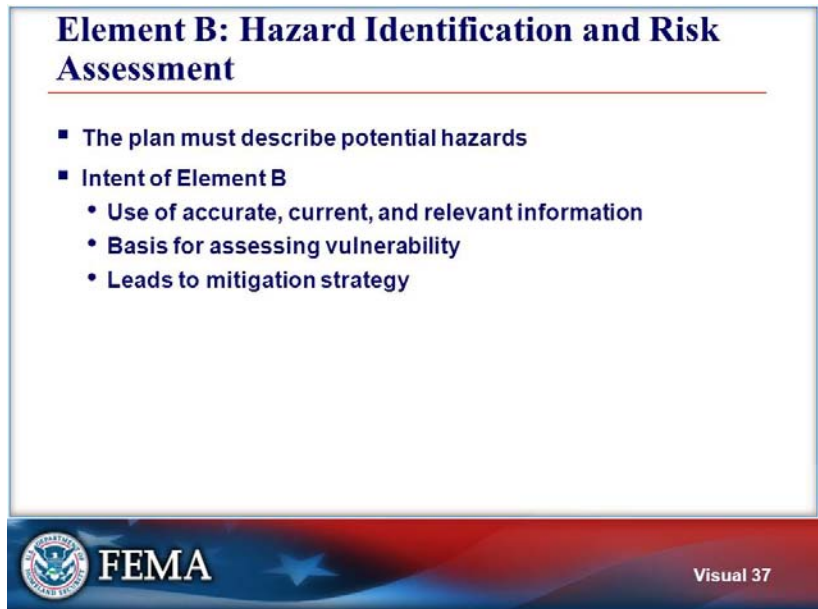 Element B: Hazard Identification and Risk
Assessment
▪ The plan must describe potential hazards
▪ Intent of Element B
• Use of accurate, current, and relevant information
• Basis for assessing vulnerability
• Leads to mitigation strategy
FEMA
Visual 37